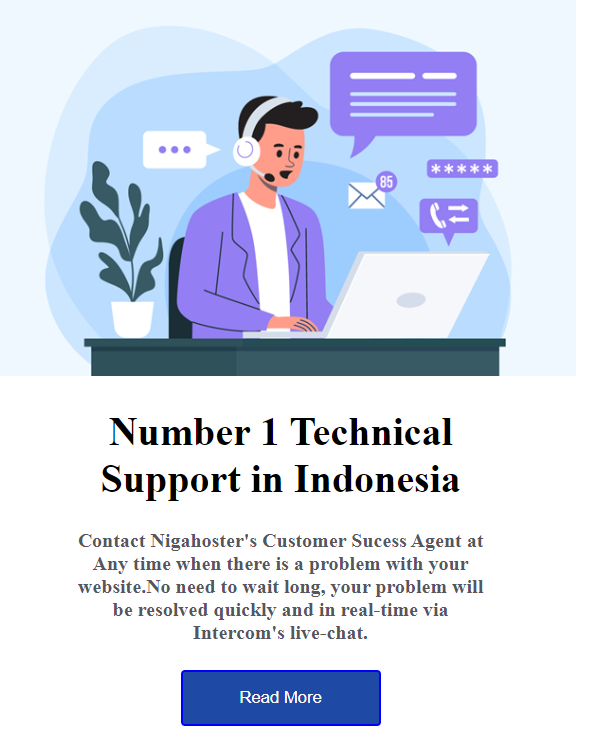 85
*****
Number 1 Technical
Support in Indonesia
Contact Nigahoster's Customer Sucess Agent at
Any time when there is a problem with your
website.No need to wait long, your problem will
be resolved quickly and in real-time via
Intercom's live-chat.
Read More